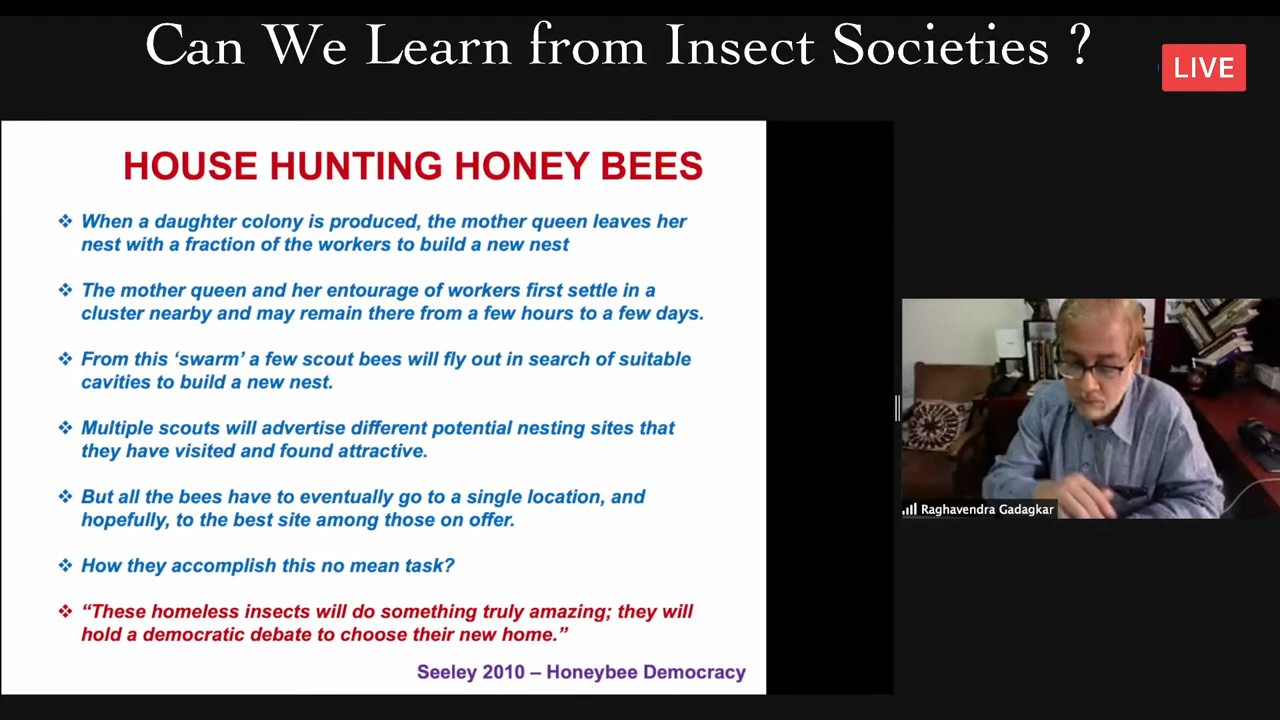 Can We Learn from Insect Societies ?
LIVE
HOUSE HUNTING HONEY BEES
❖ When a daughter colony is produced, the mother queen leaves her
nest with a fraction of the workers to build a new nest
❖ The mother queen and her entourage of workers first settle in a
cluster nearby and may remain there from a few hours to a few days.
❖ From this ‘swarm’ a few scout bees will fly out in search of suitable
cavities to build a new nest.
❖ Multiple scouts will advertise different potential nesting sites that
they have visited and found attractive.
❖ But all the bees have to eventually go to a single location, and
hopefully, to the best site among those on offer.
❖ How they accomplish this no mean task?
❖ “These homeless insects will do something truly amazing; they will
hold a democratic debate to choose their new home.”
Seeley 2010 – Honeybee Democracy
Raghavendra Gadagkar